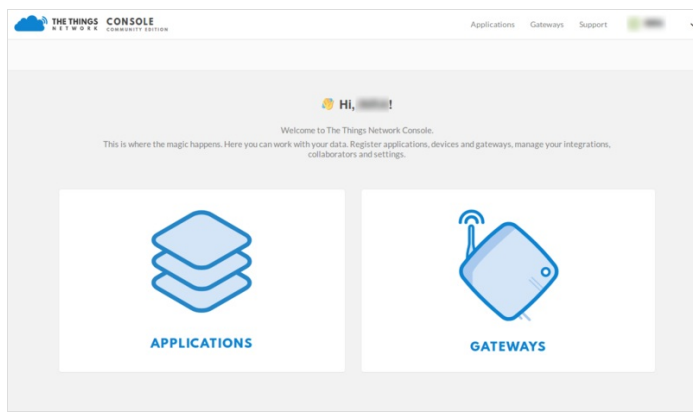 THE THINGS CONSOLE
NETWORK COMMUNITY EDITION
Applications Gateways Support
Hi, !
Welcome to The Things Network Console.
This is where the magic happens. Here you can work with your data. Register applications, devices and gateways, manage your integrations,
collaborators and settings.
APPLICATIONS
GATEWAYS